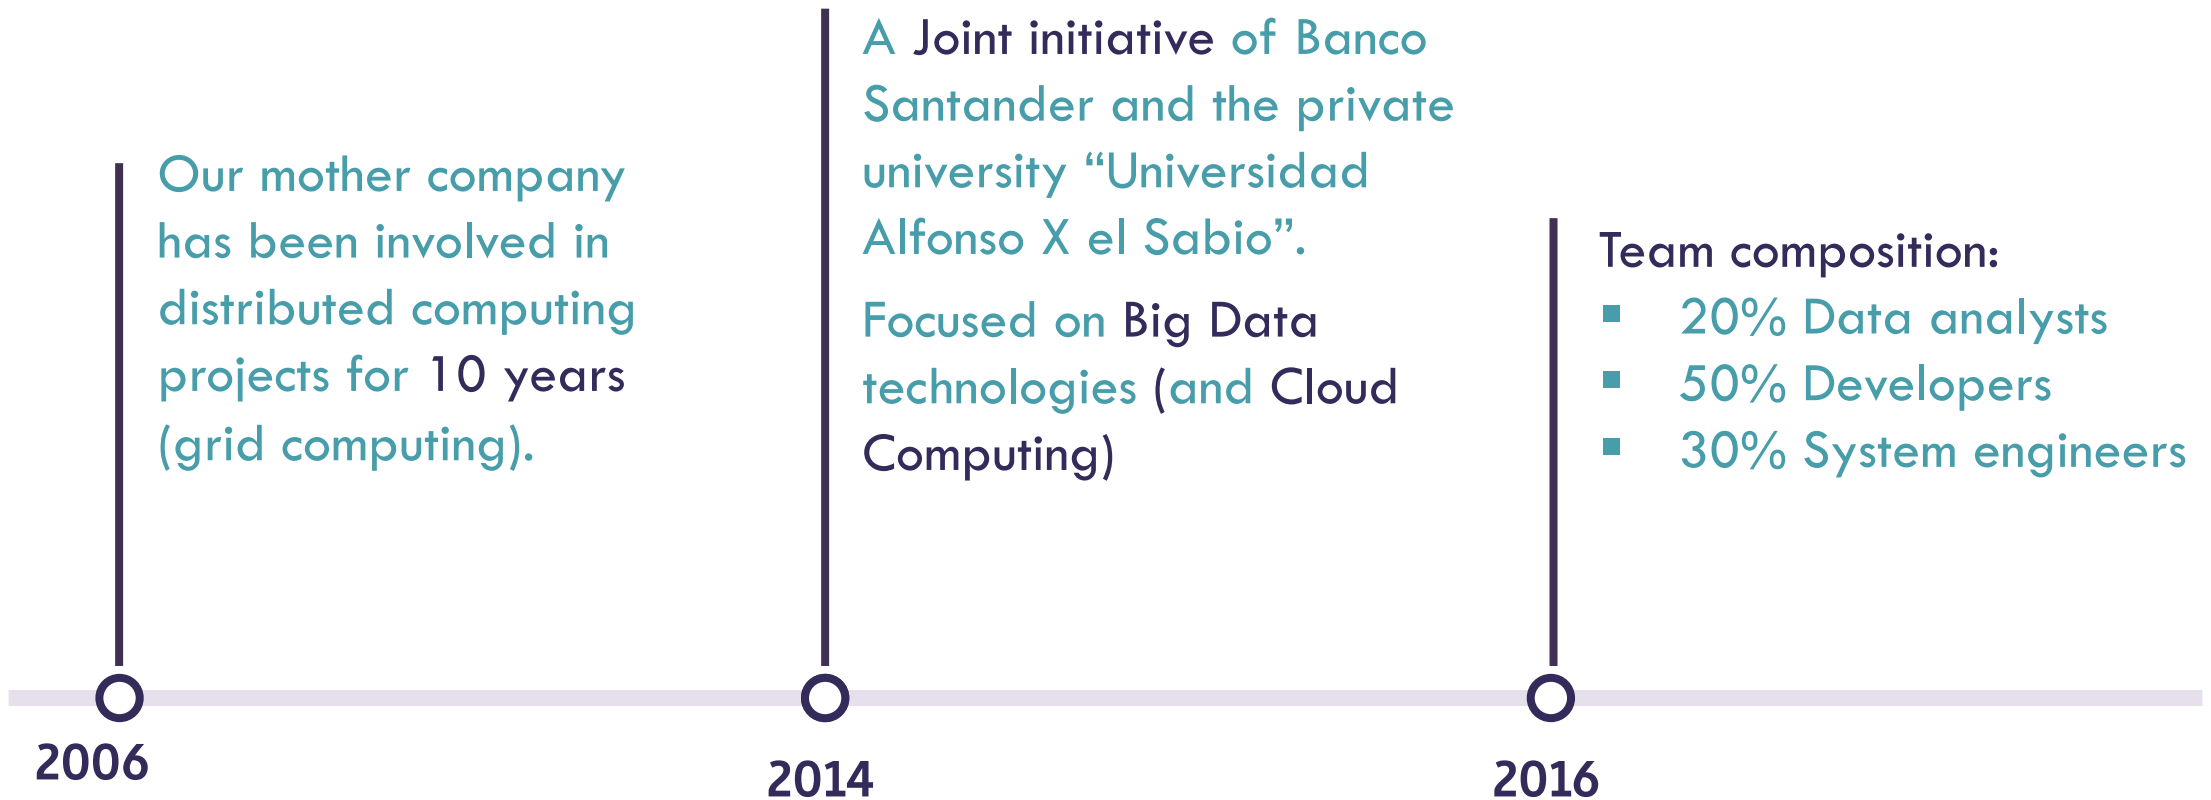 Our mother company
has been involved in
distributed computing
projects for 10 years
(grid computing).
A Joint initiative of Banco
Santander and the private
university “Universidad
Alfonso X el Sabio”.
Focused on Big Data
technologies (and Cloud
Computing)
Team composition:
▪ 20% Data analysts
▪ 50% Developers
▪ 30% System engineers
2006
2014
2016